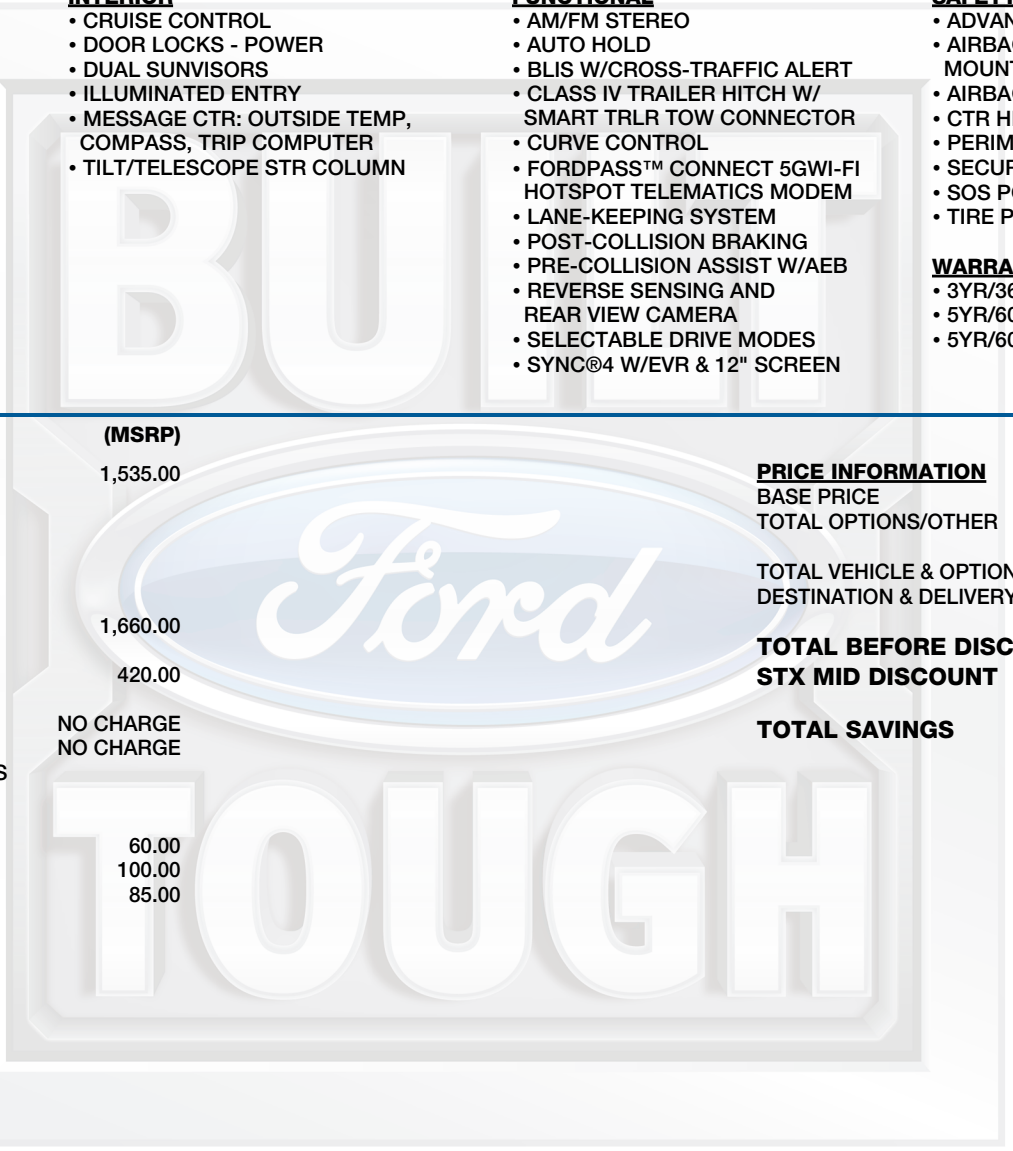 INTERIOR
• CRUISE CONTROL
• DOOR LOCKS - POWER
• DUAL SUNVISORS
• ILLUMINATED ENTRY
• MESSAGE CTR: OUTSIDE TEMP,
COMPASS, TRIP COMPUTER
• TILT/TELESCOPE STR COLUMN
FUNCTIONAL
• AM/FM STEREO
• AUTO HOLD
• BLIS W/CROSS-TRAFFIC ALERT
• CLASS IV TRAILER HITCH W/
SMART TRLR TOW CONNECTOR
• CURVE CONTROL
• FORDPASS™ CONNECT 5GWI-FI
HOTSPOT TELEMATICS MODEM
• LANE-KEEPING SYSTEM
• POST-COLLISION BRAKING
• PRE-COLLISION ASSIST W/AEB
• REVERSE SENSING AND
REAR VIEW CAMERA
• SELECTABLE DRIVE MODES
• SYNC®4 W/EVR & 12" SCREEN
• ADVAN
• AIRBA
MOUNT
• AIRBA
• CTR H
• PERIM
• SECUR
• SOS P
• TIRE P
WARRA
• 3YR/36
• 5YR/60
• 5YR/60
(MSRP)
1,535.00
1,660.00
420.00
NO CHARGE
NO CHARGE
S
60.00
100.00
85.00
PRICE INFORMATION
BASE PRICE
TOTAL OPTIONS/OTHER
TOTAL VEHICLE & OPTION
DESTINATION & DELIVERY
TOTAL BEFORE DISC
STX MID DISCOUNT
TOTAL SAVINGS
BUILT
Ford
TOUGH